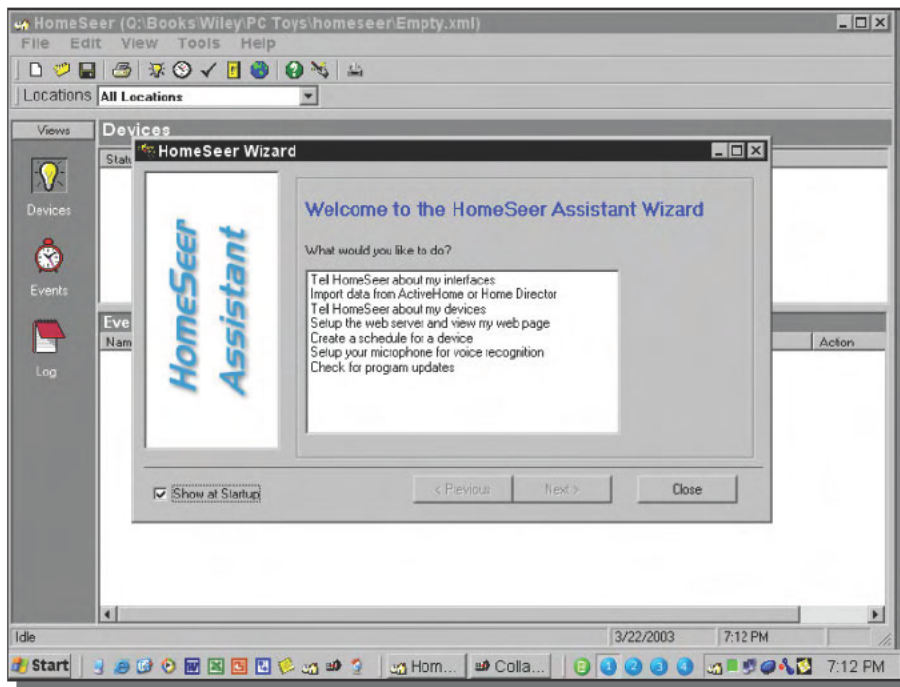 HomeSeer (Q:\Books\Wiley\PC Toys\homeseer\Empty.xml)
File Edit View Tools Help
Locations All Locations
Views
Devices
Devices
Events
Log
HomeSeer Wizard
HomeSeer
Assistant
Welcome to the HomeSeer Assistant Wizard
What would you like to do?
Tell HomeSeer about my interfaces
Import data from ActiveHome or Home Director
Tell HomeSeer about my devices
Setup the web server and view my web page
Create a schedule for a device
Setup your microphone for voice recognition
Check for program updates
Show at Startup
< Previous
Next >
Close
Action
Idle
3/22/2003
7:12 PM
Start
Hom...
Colla...
1 2 3 4
7:12 PM